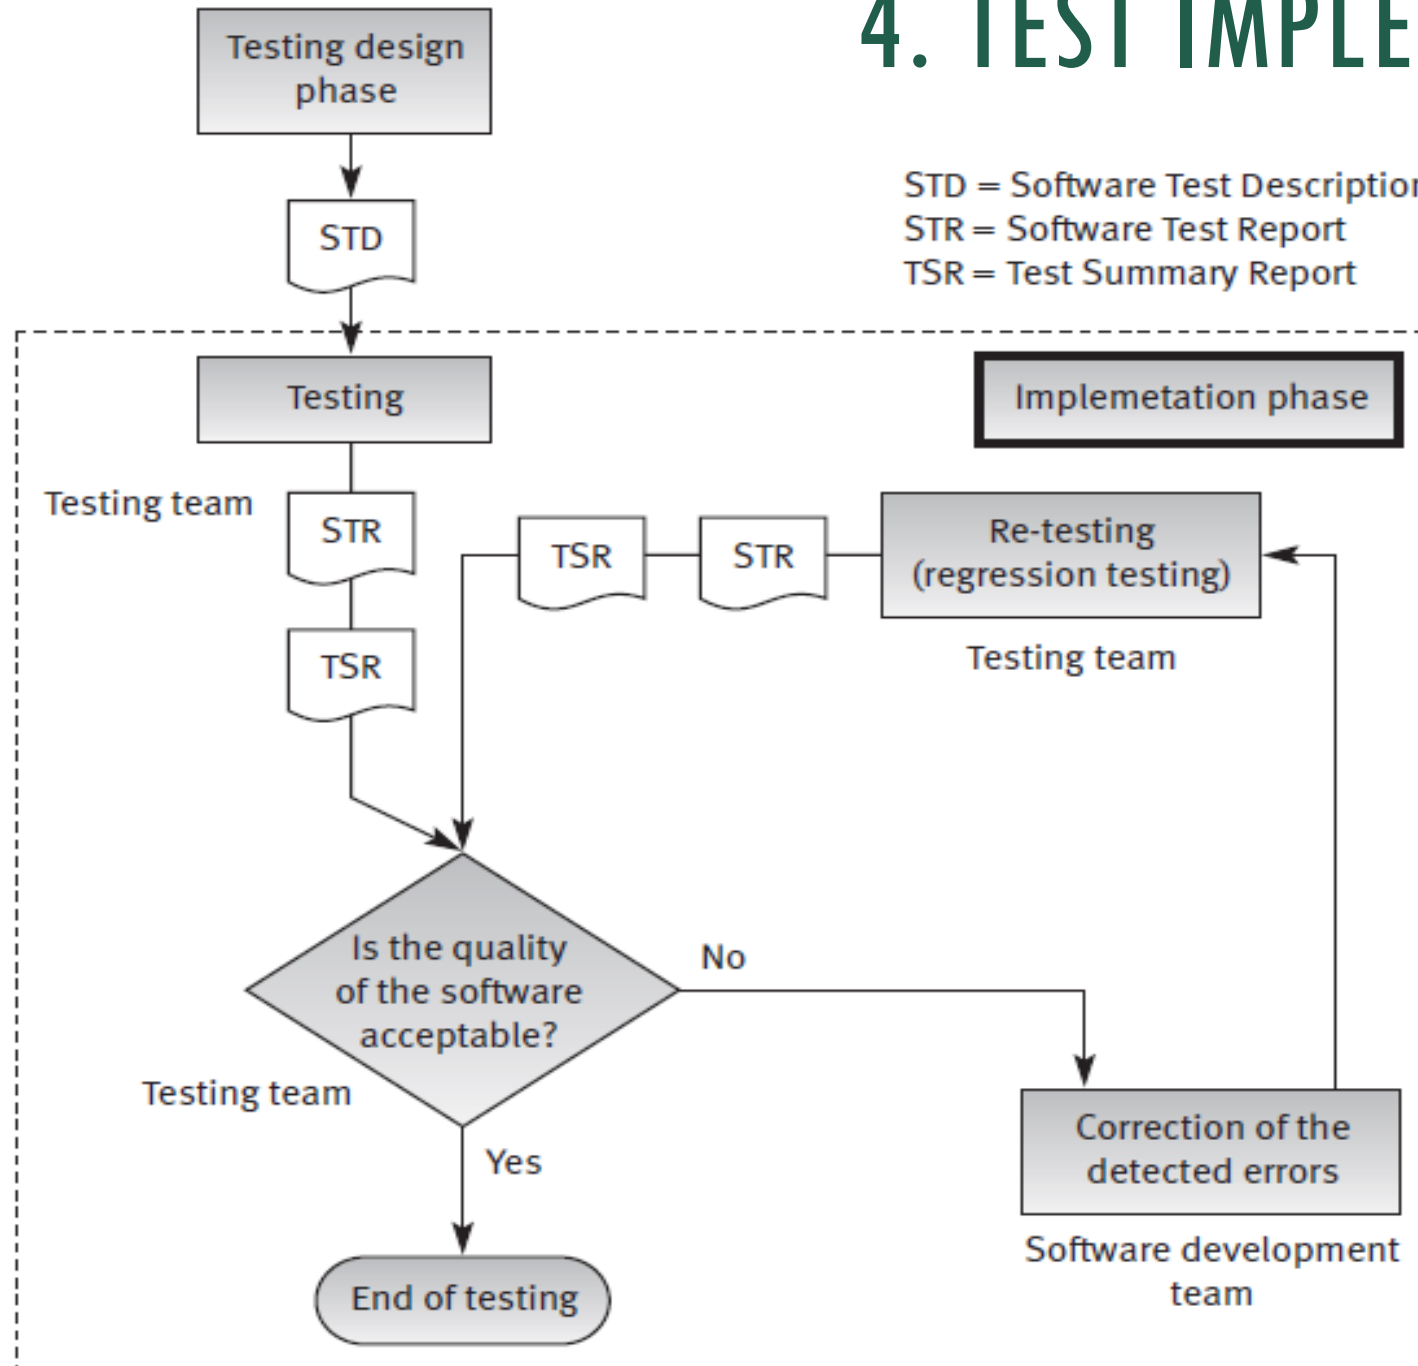 4. TEST IMPLE
Testing design
phase
STD = Software Test Description
STR = Software Test Report
TSR = Test Summary Report
STD
Testing
Implemetation phase
Testing team
STR
TSR
STR
Re-testing
(regression testing)
Testing team
TSR
Is the quality
of the software
acceptable?
No
Testing team
Yes
Correction of the
detected errors
Software development
team
End of testing